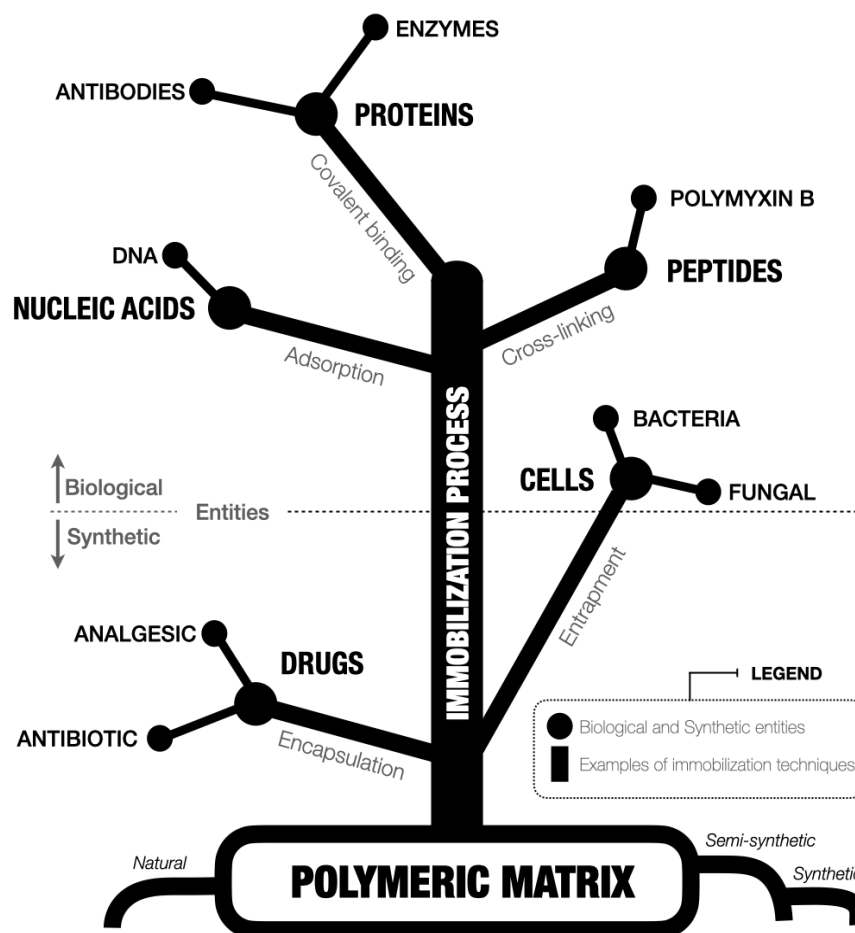 ENZYMES
ANTIBODIES
PROTEINS
Covalent binding
POLYMYXIN B
DNA
PEPTIDES
NUCLEIC ACIDS
Cross-linking
Adsorption
IMMOBILIZATION PROCESS
BACTERIA
CELLS
FUNGAL
Biological
Entities
Synthetic
Entrapment
ANALGESIC
DRUGS
LEGEND
ANTIBIOTIC
Encapsulation
Biological and Synthetic entities
Examples of immobilization techniques
Natural
POLYMERIC MATRIX
Semi-synthetic
Synthetic